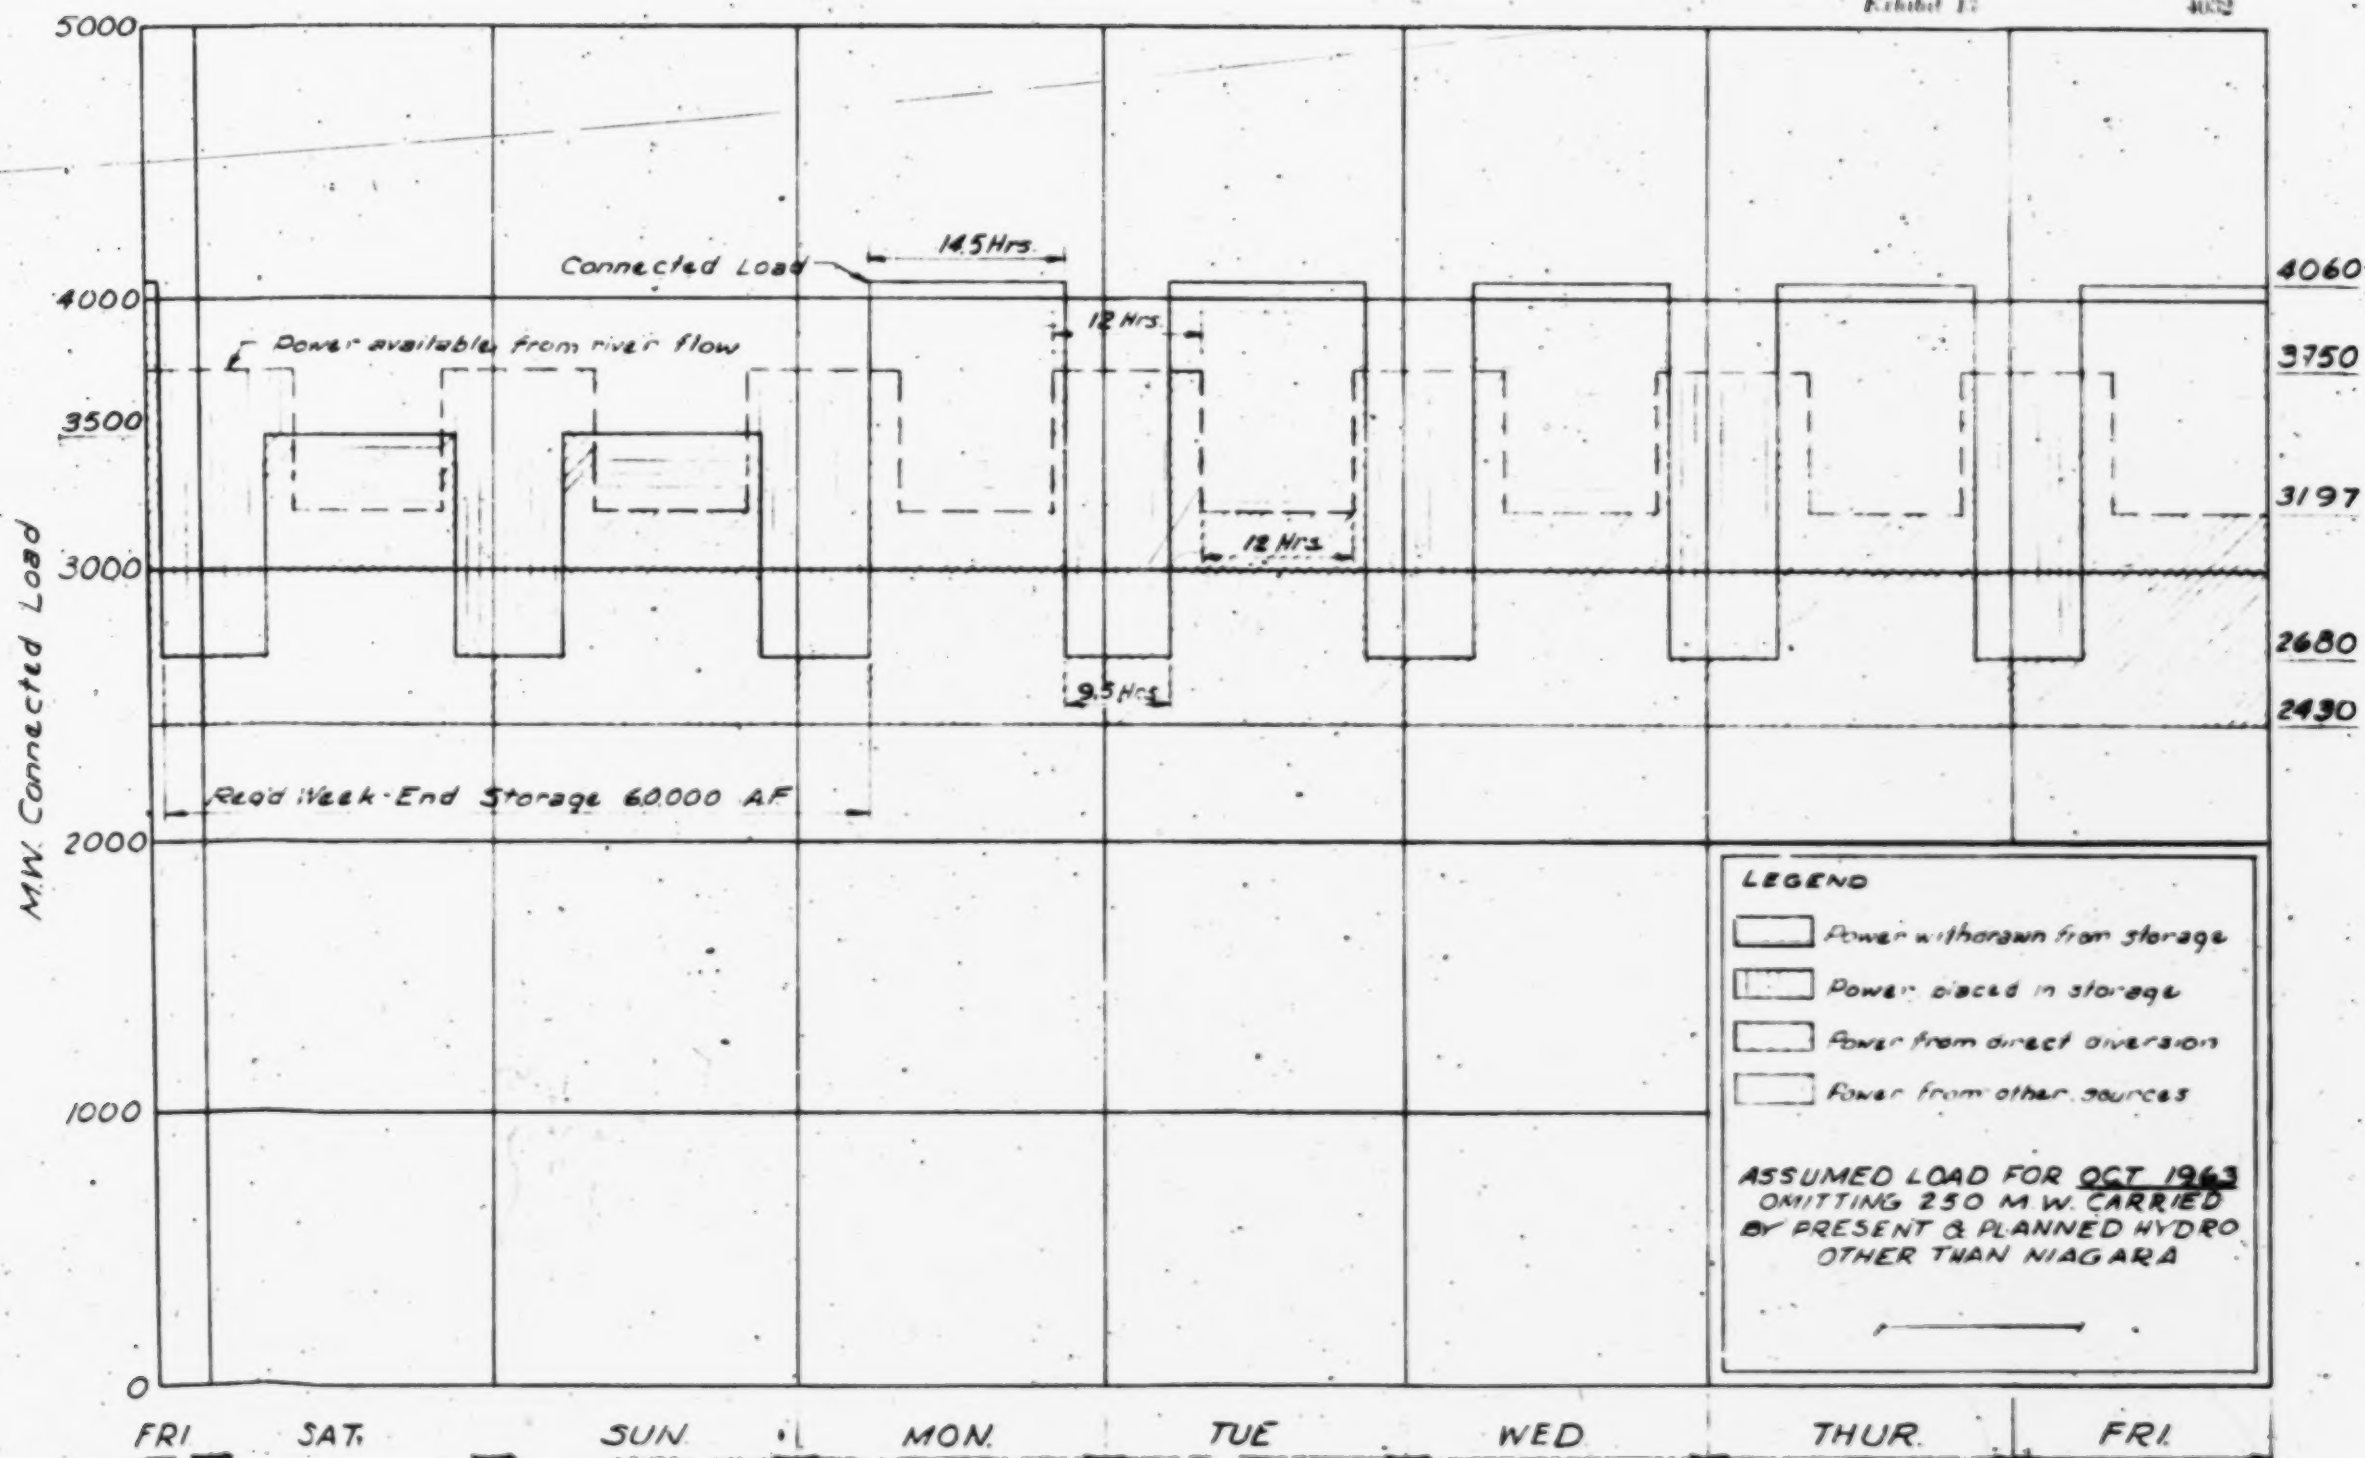 5000
4000
3500
3000
2000
1000
0
M.W. Connected Load
Connected Load
14.5 Hrs.
Power available from river flow
12 Hrs.
12 Hrs.
9.5 Hrs.
Req'd Week-End Storage 60,000 A.F.
4060
3750
3197
2680
2430
LEGEND
Power withdrawn from storage
Power placed in storage
Power from direct diversion
Power from other sources
ASSUMED LOAD FOR OCT 1963
OMITTING 250 M.W. CARRIED
BY PRESENT & PLANNED HYDRO
OTHER THAN NIAGARA
FRI. SAT. SUN. MON. TUE WED THUR. FRI.